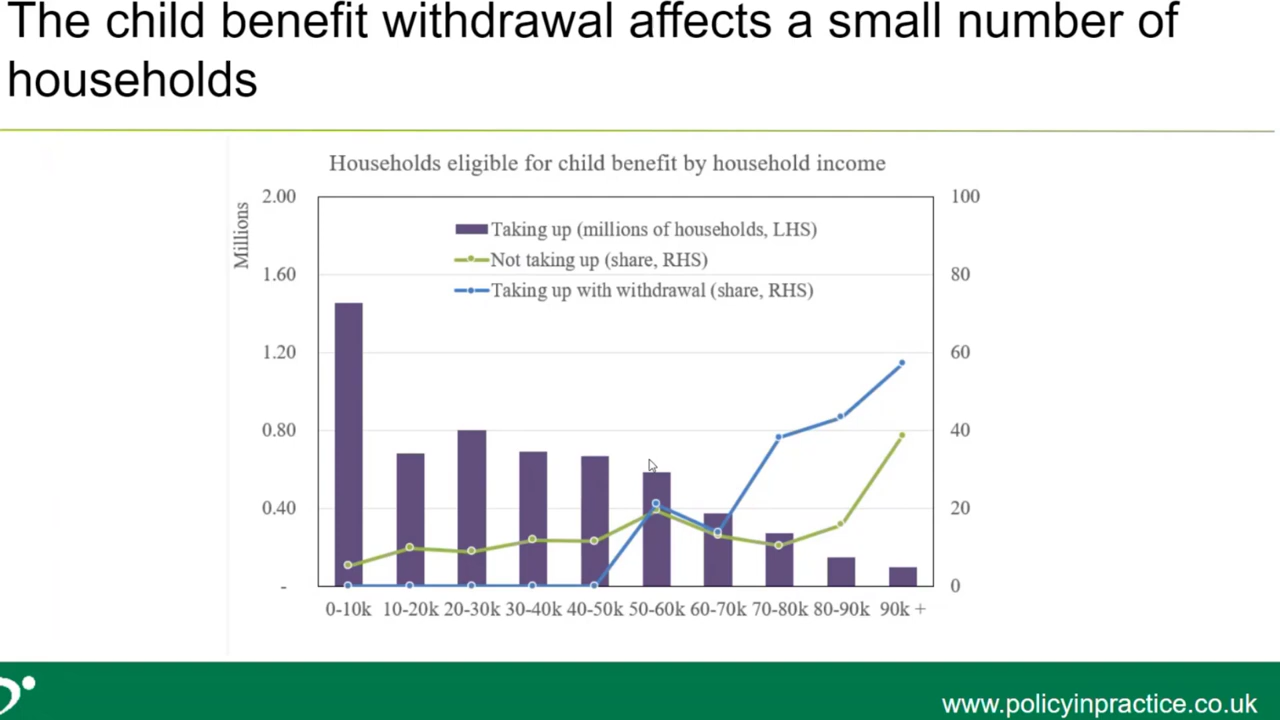 The child benefit withdrawal affects a small number of
households
Households eligible for child benefit by household income
Millions
2.00
1.60
1.20
0.80
0.40
-
100
80
60
40
20
0
Taking up (millions of households, LHS)
Not taking up (share, RHS)
Taking up with withdrawal (share, RHS)
0-10k 10-20k 20-30k 30-40k 40-50k 50-60k 60-70k 70-80k 80-90k 90k +
www.policyinpractice.co.uk